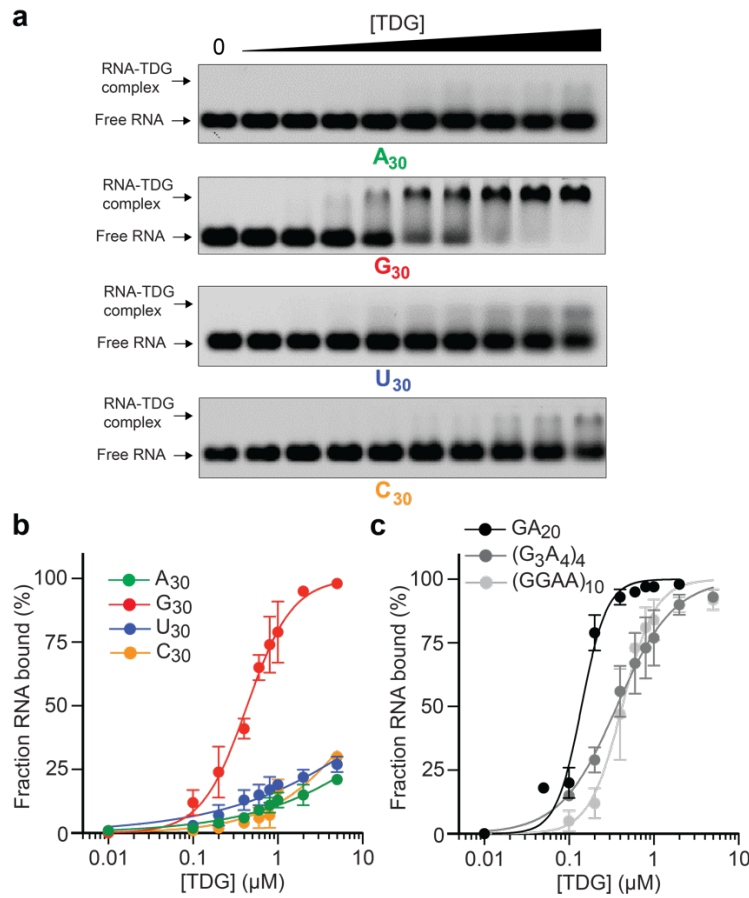 a
[TDG]
0
RNA-TDG
complex
Free RNA
A30
RNA-TDG
complex
Free RNA
G30
RNA-TDG
complex
Free RNA
U30
RNA-TDG
complex
Free RNA
C30
b
A30
G30
U30
C30
Fraction RNA bound (%)
100
75
50
25
0
0.01
0.1
1
10
[TDG] (µM)
c
GA20
(G3A4)4
(GGAA)10
Fraction RNA bound (%)
100
75
50
25
0
0.01
0.1
1
10
[TDG] (µM)